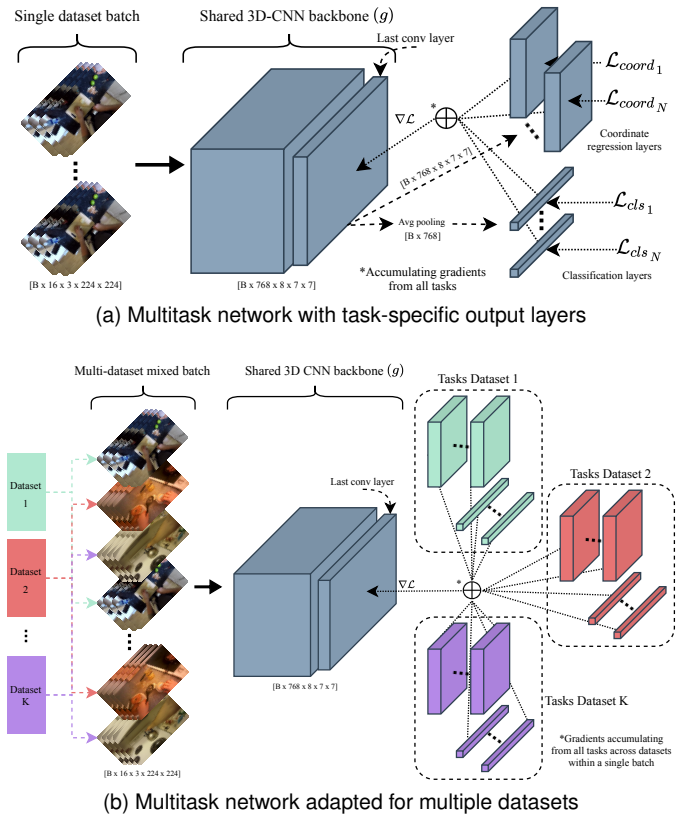 Single dataset batch
Shared 3D-CNN backbone (g)
Last conv layer
∇ℒ
*
ℒcoord 1
ℒcoord N
Coordinate
regression layers
[B x 768 x 8 x 7 x 7]
Avg pooling
[B x 768]
ℒcls 1
ℒcls N
Classification layers
*Accumulating gradients
from all tasks
[B x 16 x 3 x 224 x 224]
[B x 768 x 8 x 7 x 7]
(a) Multitask network with task-specific output layers
Multi-dataset mixed batch
Shared 3D CNN backbone (g)
Tasks Dataset 1
Tasks Dataset 2
Last conv layer
Dataset
1
Dataset
2
Dataset
K
∇ℒ
*
[B x 768 x 8 x 7 x 7]
Tasks Dataset K
*Gradients accumulating
from all tasks across datasets
within a single batch
[B x 16 x 3 x 224 x 224]
(b) Multitask network adapted for multiple datasets